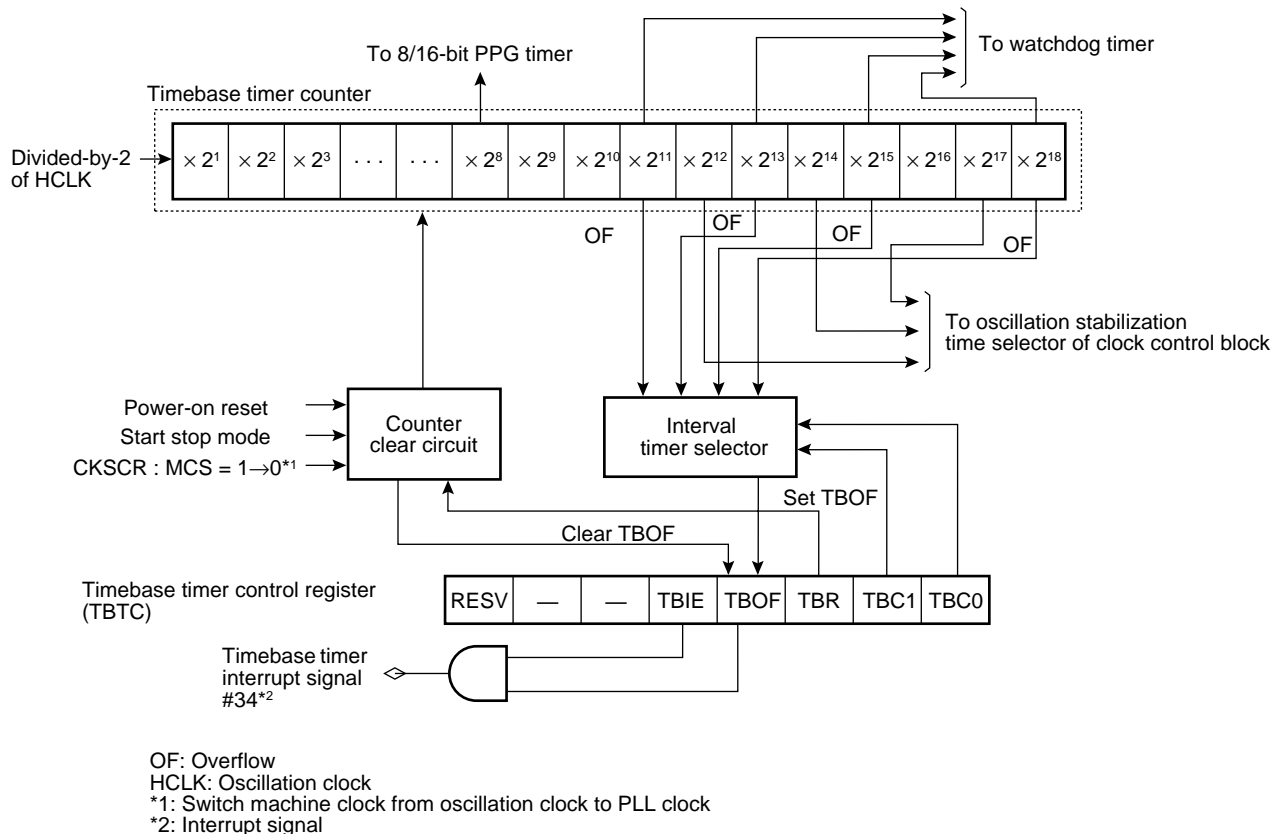 To 8/16-bit PPG timer
To watchdog timer
Timebase timer counter
Divided-by-2
of HCLK
× 2¹ × 2² × 2³ · · · · · · × 2⁸ × 2⁹ × 2¹⁰ × 2¹¹ × 2¹² × 2¹³ × 2¹⁴ × 2¹⁵ × 2¹⁶ × 2¹⁷ × 2¹⁸
OF OF OF OF
To oscillation stabilization
time selector of clock control block
Power-on reset
Start stop mode
CKSCR : MCS = 1→0*¹
Counter
clear circuit
Interval
timer selector
Set TBOF
Clear TBOF
Timebase timer control register
(TBTC)
RESV — — TBIE TBOF TBR TBC1 TBC0
Timebase timer
interrupt signal
#34*²
OF: Overflow
HCLK: Oscillation clock
*1: Switch machine clock from oscillation clock to PLL clock
*2: Interrupt signal